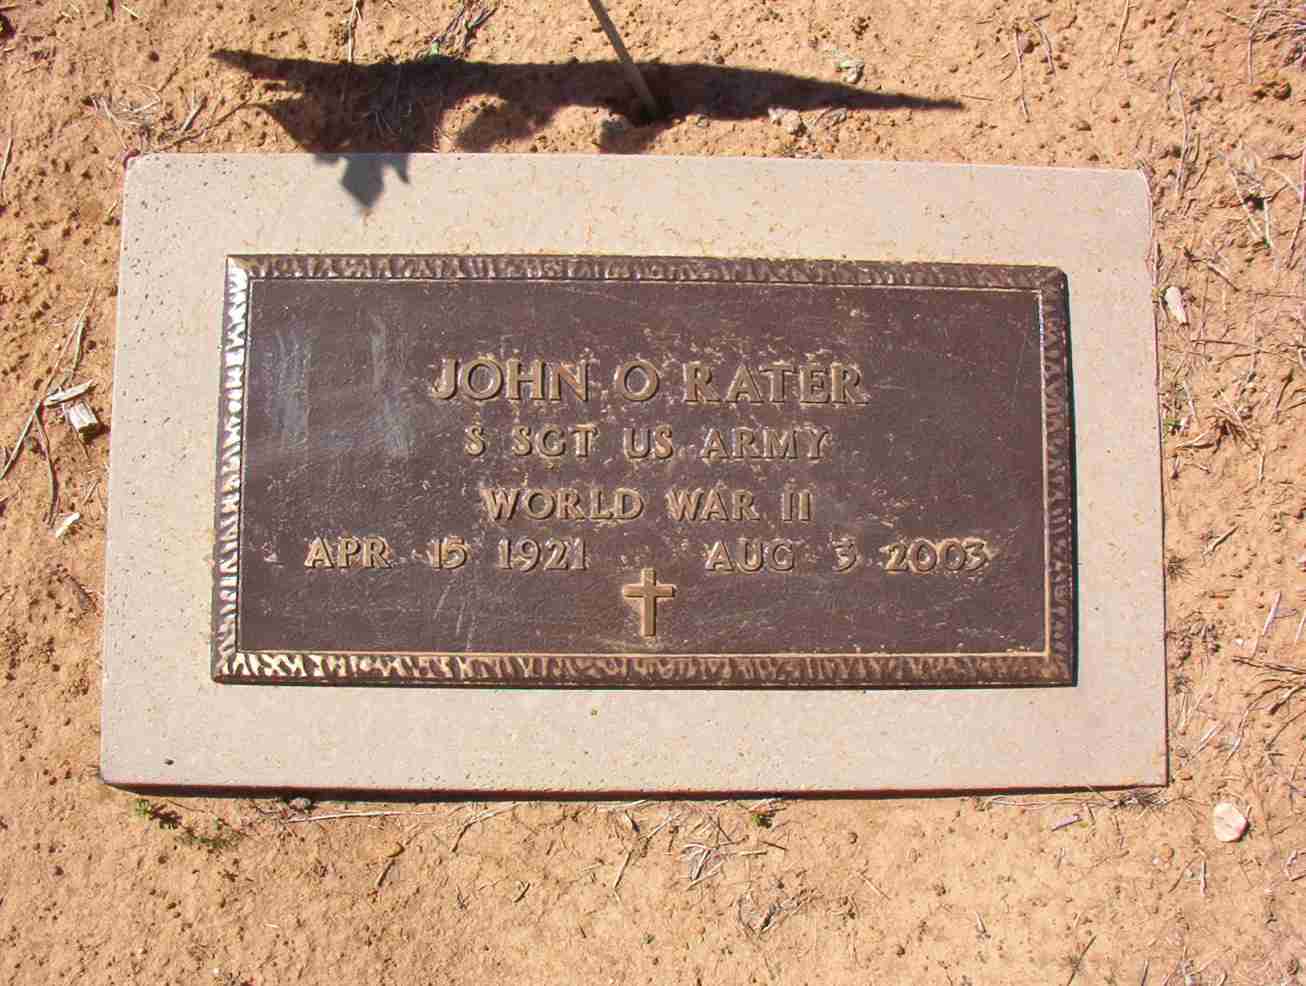 JOHN O RATER
S SGT US ARMY
WORLD WAR II
APR 15 1921 AUG 3 2003